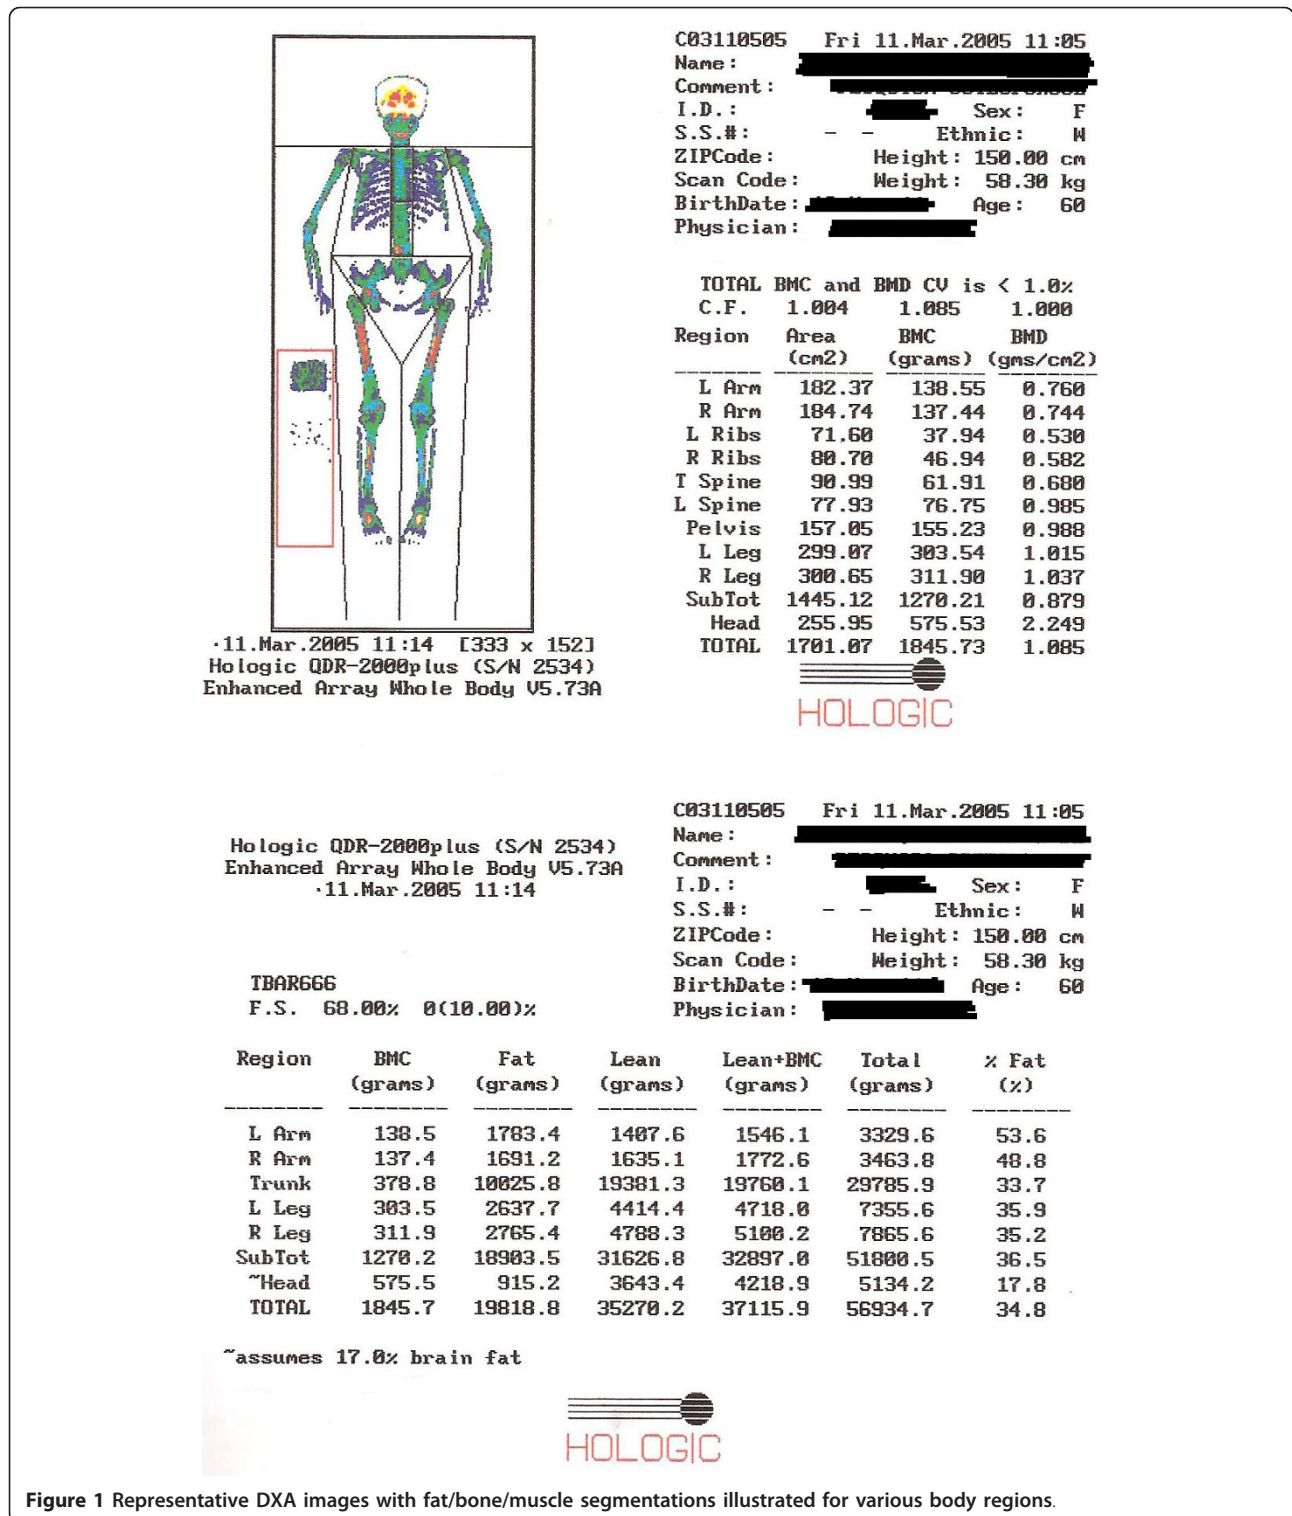 C03110505 Fri 11.Mar.2005 11:05
Name:
Comment:
I.D.: Sex: F
S.S.#: - - Ethnic: W
ZIPCode: Height: 150.00 cm
Scan Code: Weight: 58.30 kg
BirthDate: Age: 60
Physician:
TOTAL BMC and BMD CV is < 1.0%
C.F. 1.004 1.085 1.000
Region Area BMC BMD
(cm2) (grams) (gms/cm2)
L Arm 182.37 138.55 0.760
R Arm 184.74 137.44 0.744
L Ribs 71.60 37.94 0.530
R Ribs 80.70 46.94 0.582
T Spine 90.99 61.91 0.680
L Spine 77.93 76.75 0.985
Pelvis 157.05 155.23 0.988
L Leg 299.07 303.54 1.015
R Leg 300.65 311.90 1.037
SubTot 1445.12 1270.21 0.879
Head 255.95 575.53 2.249
TOTAL 1701.07 1845.73 1.085
HOLOGIC
·11.Mar.2005 11:14 [333 x 152]
Hologic QDR-2000plus (S/N 2534)
Enhanced Array Whole Body V5.73A
Hologic QDR-2000plus (S/N 2534)
Enhanced Array Whole Body V5.73A
·11.Mar.2005 11:14
C03110505 Fri 11.Mar.2005 11:05
Name:
Comment:
I.D.: Sex: F
S.S.#: - - Ethnic: W
ZIPCode: Height: 150.00 cm
Scan Code: Weight: 58.30 kg
BirthDate: Age: 60
Physician:
TBAR666
F.S. 68.00% 0(10.00)%
Region BMC Fat Lean Lean+BMC Total % Fat
(grams) (grams) (grams) (grams) (grams) (%)
L Arm 138.5 1783.4 1407.6 1546.1 3329.6 53.6
R Arm 137.4 1691.2 1635.1 1772.6 3463.8 48.8
Trunk 378.8 10025.8 19381.3 19760.1 29785.9 33.7
L Leg 303.5 2637.7 4414.4 4718.0 7355.6 35.9
R Leg 311.9 2765.4 4788.3 5100.2 7865.6 35.2
SubTot 1270.2 18903.5 31626.8 32897.0 51800.5 36.5
~Head 575.5 915.2 3643.4 4218.9 5134.2 17.8
TOTAL 1845.7 19818.8 35270.2 37115.9 56934.7 34.8
~assumes 17.0% brain fat
HOLOGIC
Figure 1 Representative DXA images with fat/bone/muscle segmentations illustrated for various body regions.